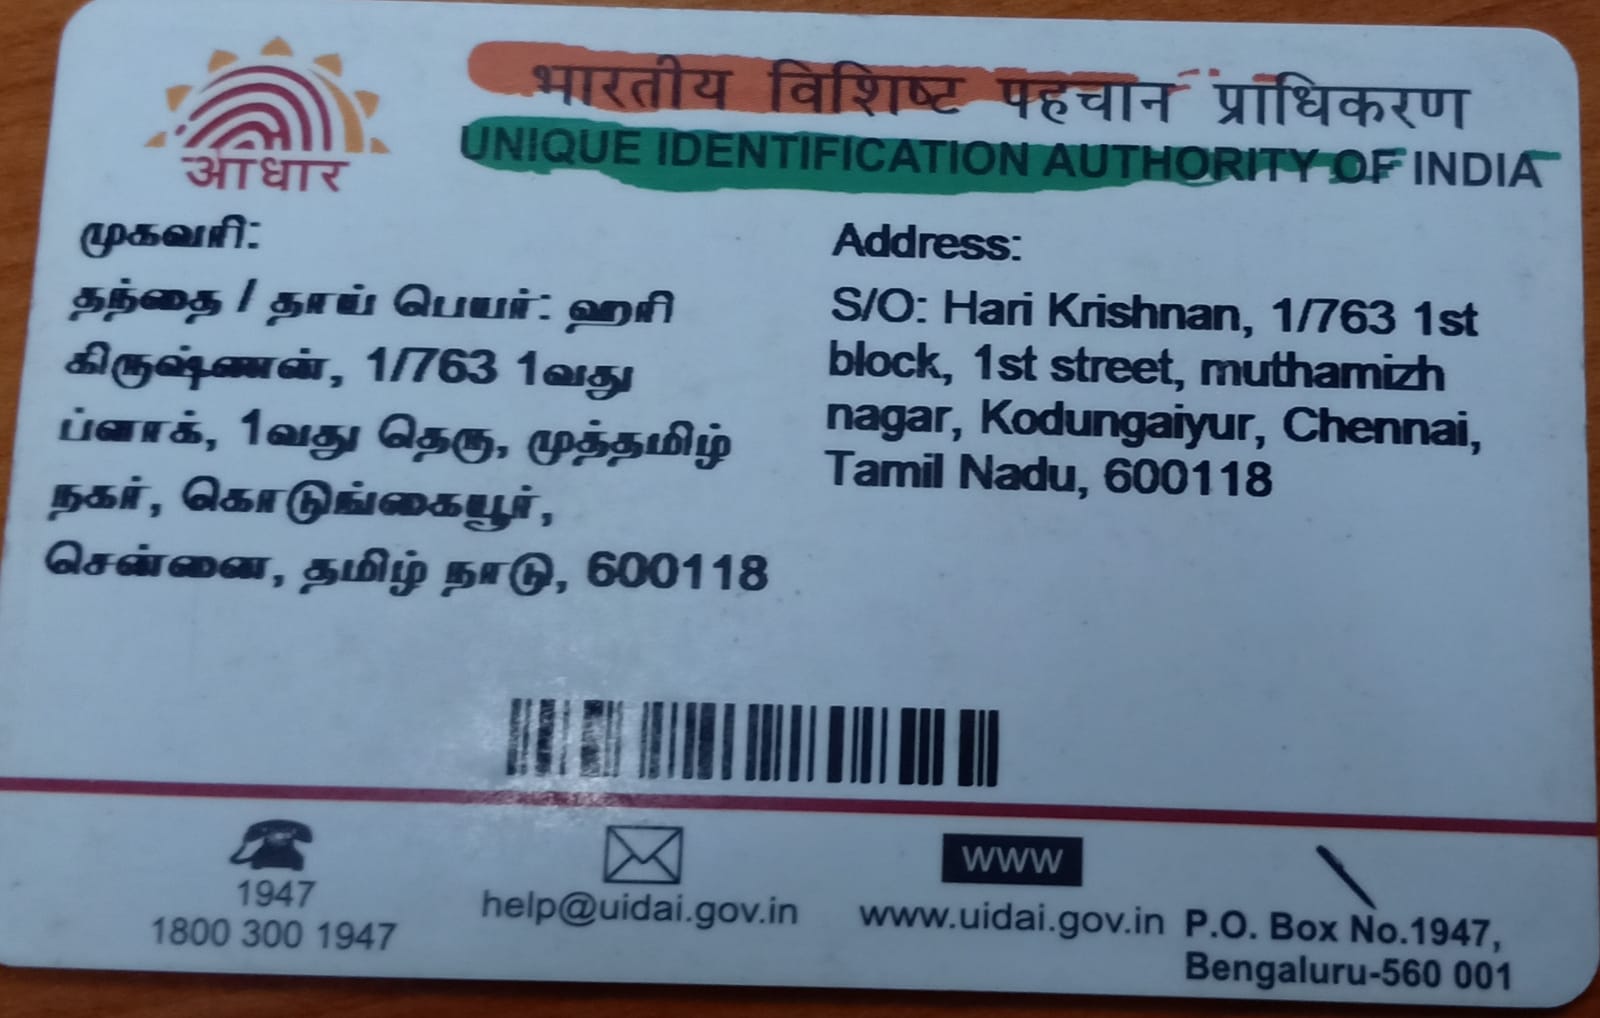 भारतीय विशिष्ट पहचान प्राधिकरण
UNIQUE IDENTIFICATION AUTHORITY OF INDIA
आधार
முகவரி:
தந்தை / தாய் பெயர்: ஹரி
கிருஷ்ணன், 1/763 1வது
ப்ளாக், 1வது தெரு, முத்தமிழ்
நகர், கொடுங்கையூர்,
சென்னை, தமிழ் நாடு, 600118
Address:
S/O: Hari Krishnan, 1/763 1st
block, 1st street, muthamizh
nagar, Kodungaiyur, Chennai,
Tamil Nadu, 600118
1947
1800 300 1947
help@uidai.gov.in
www
www.uidai.gov.in
P.O. Box No.1947,
Bengaluru-560 001